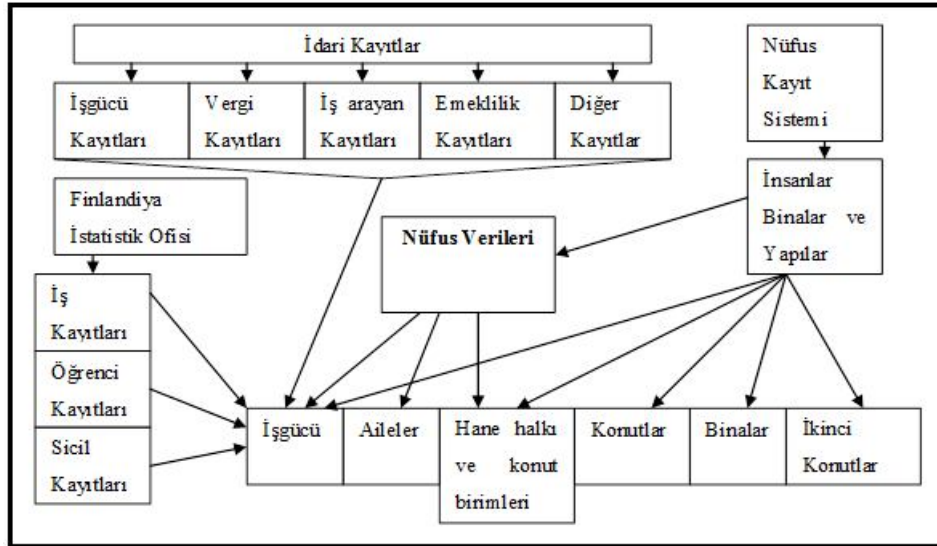 İdari Kayıtlar
Nüfus
Kayıt
Sistemi
İşgücü
Kayıtları
Vergi
Kayıtları
İş arayan
Kayıtları
Emeklilik
Kayıtları
Diğer
Kayıtlar
Finlandiya
İstatistik Ofisi
Nüfus Verileri
İnsanlar
Binalar ve
Yapılar
İş
Kayıtları
Öğrenci
Kayıtları
Sicil
Kayıtları
İşgücü
Aileler
Hane halkı
ve konut
birimleri
Konutlar
Binalar
İkinci
Konutlar